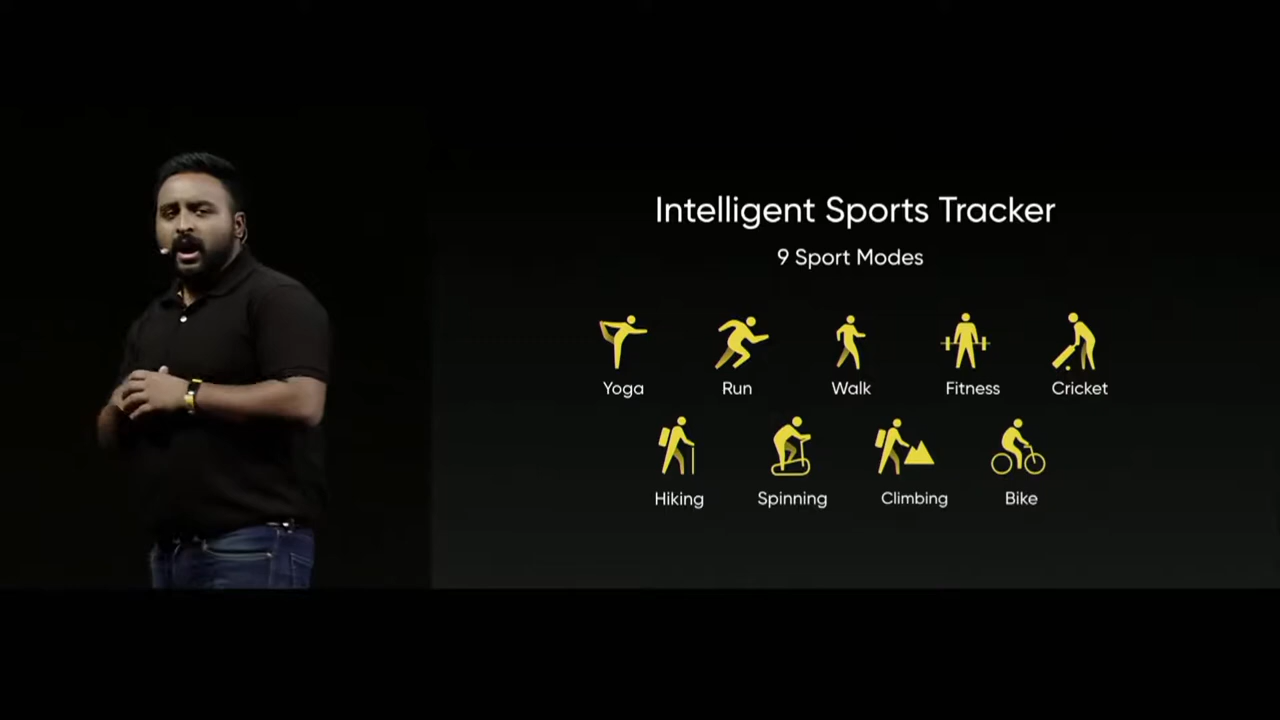 Intelligent Sports Tracker
9 Sport Modes
Yoga Run Walk Fitness Cricket
Hiking Spinning Climbing Bike